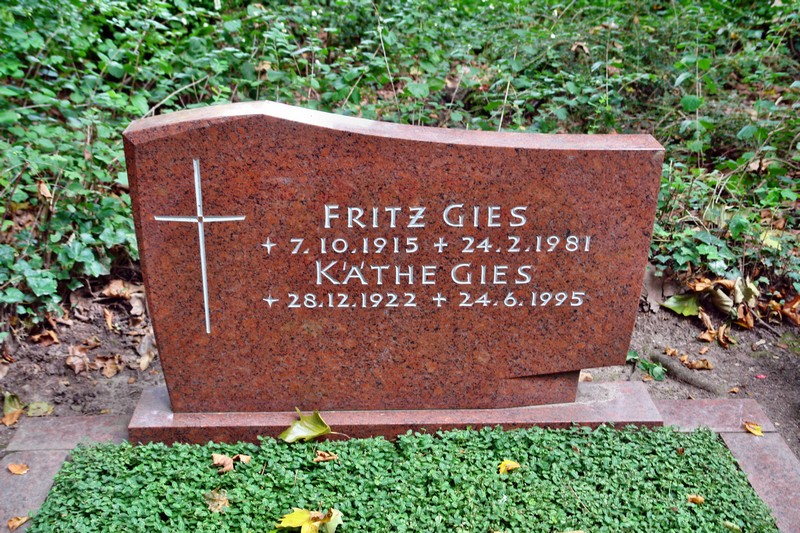 FRITZ GIES
✦ 7.10.1915 ✝ 24.2.1981
KÄTHE GIES
✦ 28.12.1922 ✝ 24.6.1995